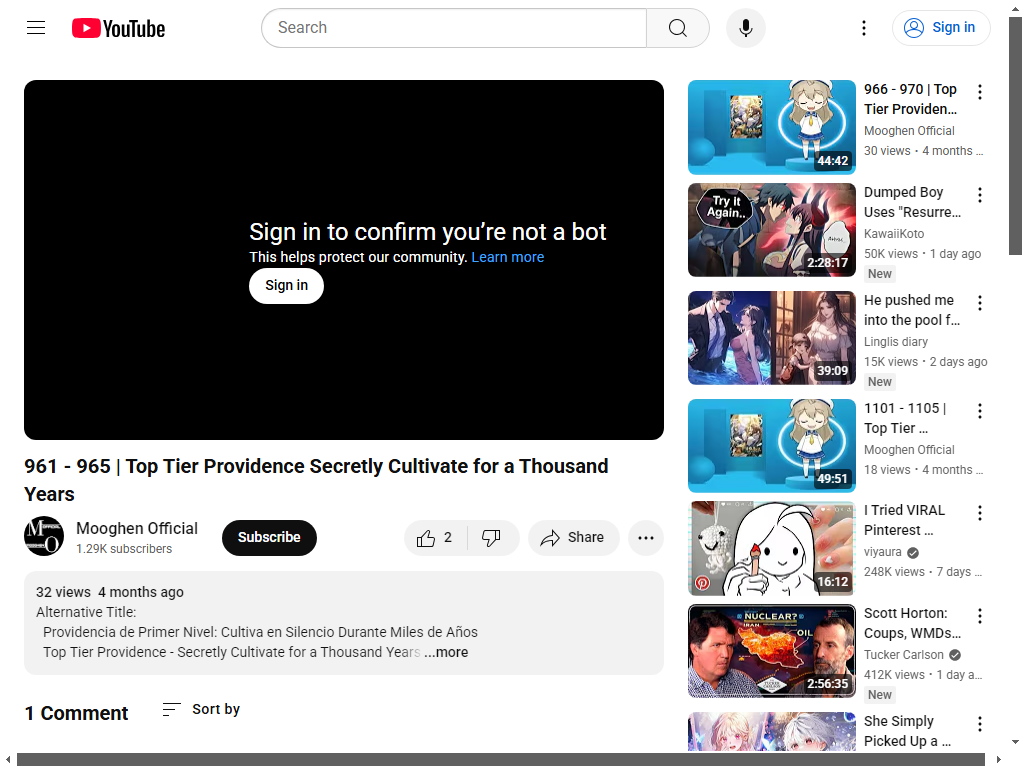 YouTube
Search
Sign in
Sign in to confirm you’re not a bot
This helps protect our community. Learn more
Sign in
961 - 965 | Top Tier Providence Secretly Cultivate for a Thousand
Years
Mooghen Official
1.29K subscribers
Subscribe
2
Share
32 views 4 months ago
Alternative Title:
Providencia de Primer Nivel: Cultiva en Silencio Durante Miles de Años
Top Tier Providence - Secretly Cultivate for a Thousand Years ...more
1 Comment
Sort by
44:42
966 - 970 | Top
Tier Providen...
Mooghen Official
30 views • 4 months ...
Try it
Again..
2:28:17
Dumped Boy
Uses "Resurre...
KawaiiKoto
50K views • 1 day ago
New
39:09
He pushed me
into the pool f...
Linglis diary
15K views • 2 days ago
New
49:51
1101 - 1105 |
Top Tier ...
Mooghen Official
18 views • 4 months ...
16:12
I Tried VIRAL
Pinterest ...
viyaura
248K views • 7 days ...
NUCLEAR?
IRAN
OIL
2:56:35
Scott Horton:
Coups, WMDs...
Tucker Carlson
412K views • 1 day a...
New
She Simply
Picked Up a ...